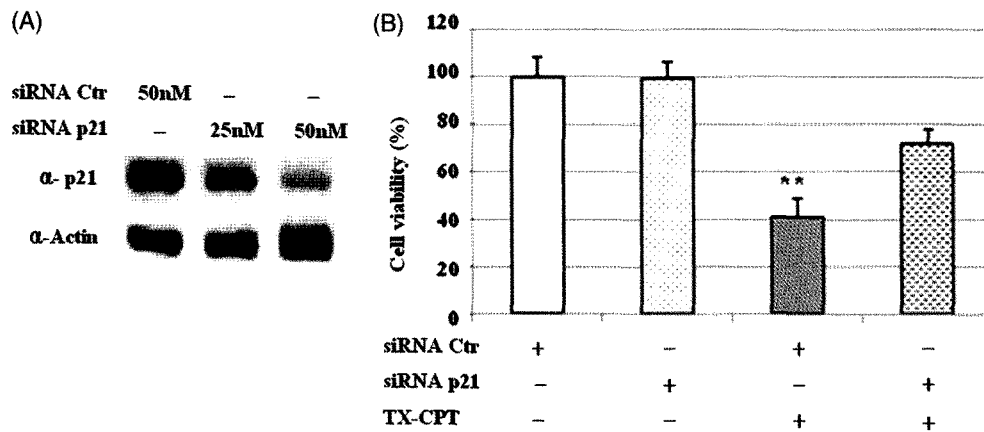 (A)
siRNA Ctr 50nM – –
siRNA p21 – 25nM 50nM
α- p21
α-Actin
(B)
Cell viability (%)
120
100
80
60
40
20
0
**
siRNA Ctr + – + –
siRNA p21 – + – +
TX-CPT – – + +